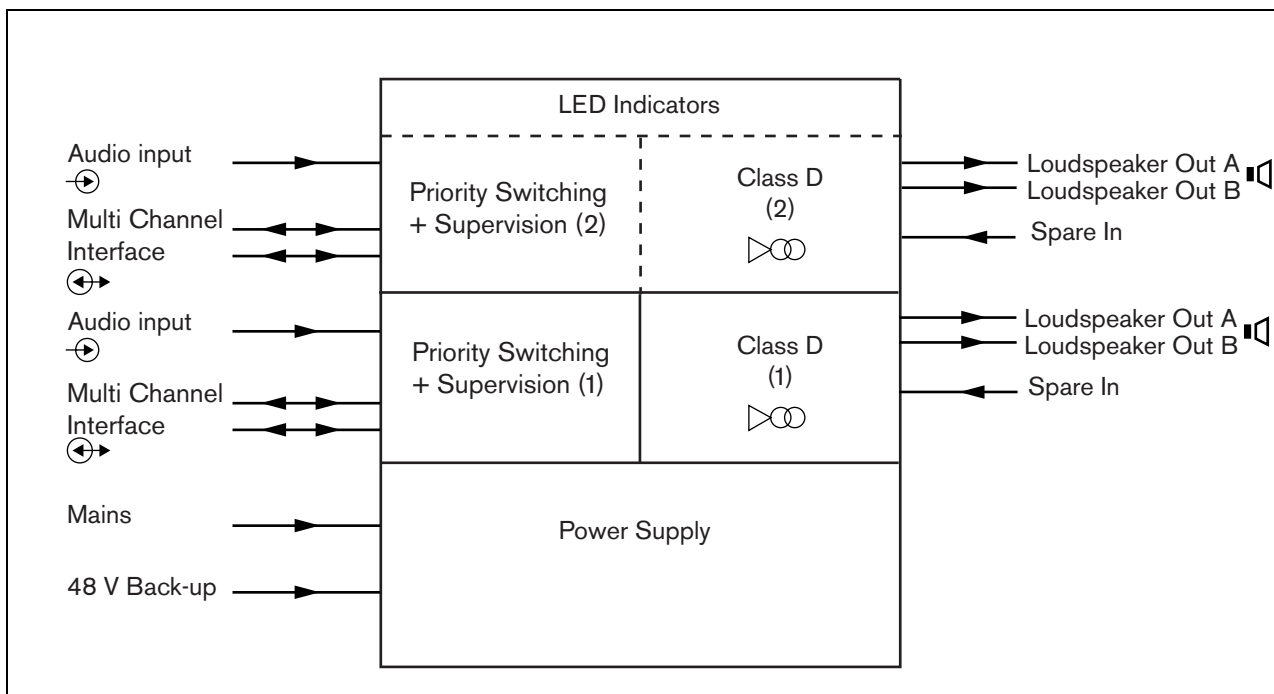 LED Indicators
Audio input
Multi Channel
Interface
Priority Switching
+ Supervision (2)
Class D
(2)
Loudspeaker Out A
Loudspeaker Out B
Spare In
Audio input
Multi Channel
Interface
Priority Switching
+ Supervision (1)
Class D
(1)
Loudspeaker Out A
Loudspeaker Out B
Spare In
Mains
48 V Back-up
Power Supply